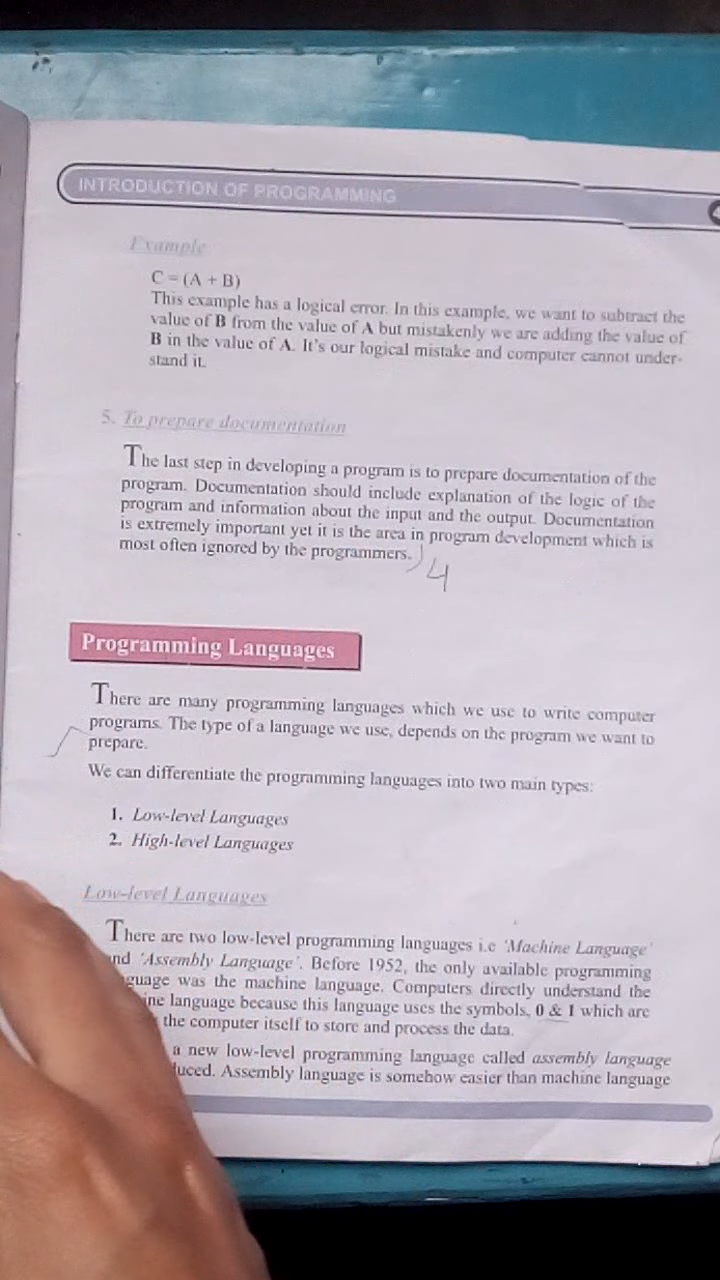 INTRODUCTION OF PROGRAMMING
Example
C = (A + B)
This example has a logical error. In this example, we want to subtract the
value of B from the value of A but mistakenly we are adding the value of
B in the value of A. It's our logical mistake and computer cannot under-
stand it.
5. To prepare documentation
The last step in developing a program is to prepare documentation of the
program. Documentation should include explanation of the logic of the
program and information about the input and the output. Documentation
is extremely important yet it is the area in program development which is
most often ignored by the programmers.
4
Programming Languages
There are many programming languages which we use to write computer
programs. The type of a language we use, depends on the program we want to
prepare.
We can differentiate the programming languages into two main types:
1. Low-level Languages
2. High-level Languages
Low-level Languages
There are two low-level programming languages i.e 'Machine Language'
nd 'Assembly Language'. Before 1952, the only available programming
guage was the machine language. Computers directly understand the
ine language because this language uses the symbols, 0 & 1 which are
the computer itself to store and process the data.
a new low-level programming language called assembly language
uced. Assembly language is somehow easier than machine language